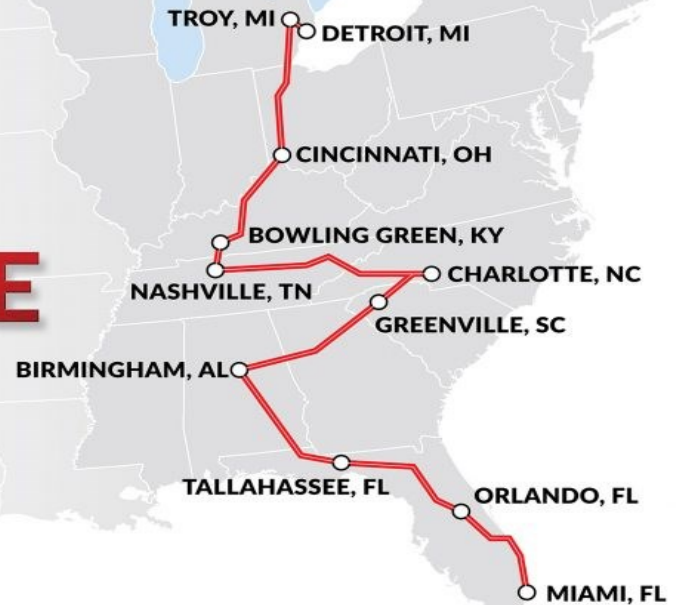 TROY, MI
DETROIT, MI
CINCINNATI, OH
BOWLING GREEN, KY
E
NASHVILLE, TN
CHARLOTTE, NC
GREENVILLE, SC
BIRMINGHAM, AL
TALLAHASSEE, FL
ORLANDO, FL
MIAMI, FL